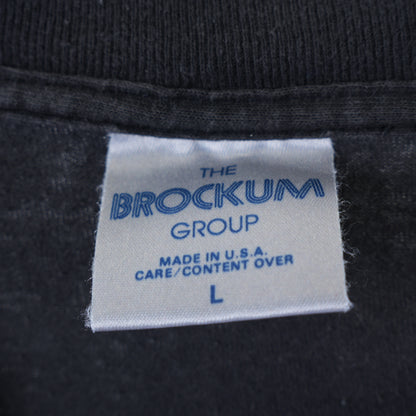 THE
BROCKUM
GROUP
MADE IN U.S.A.
CARE/CONTENT OVER
L